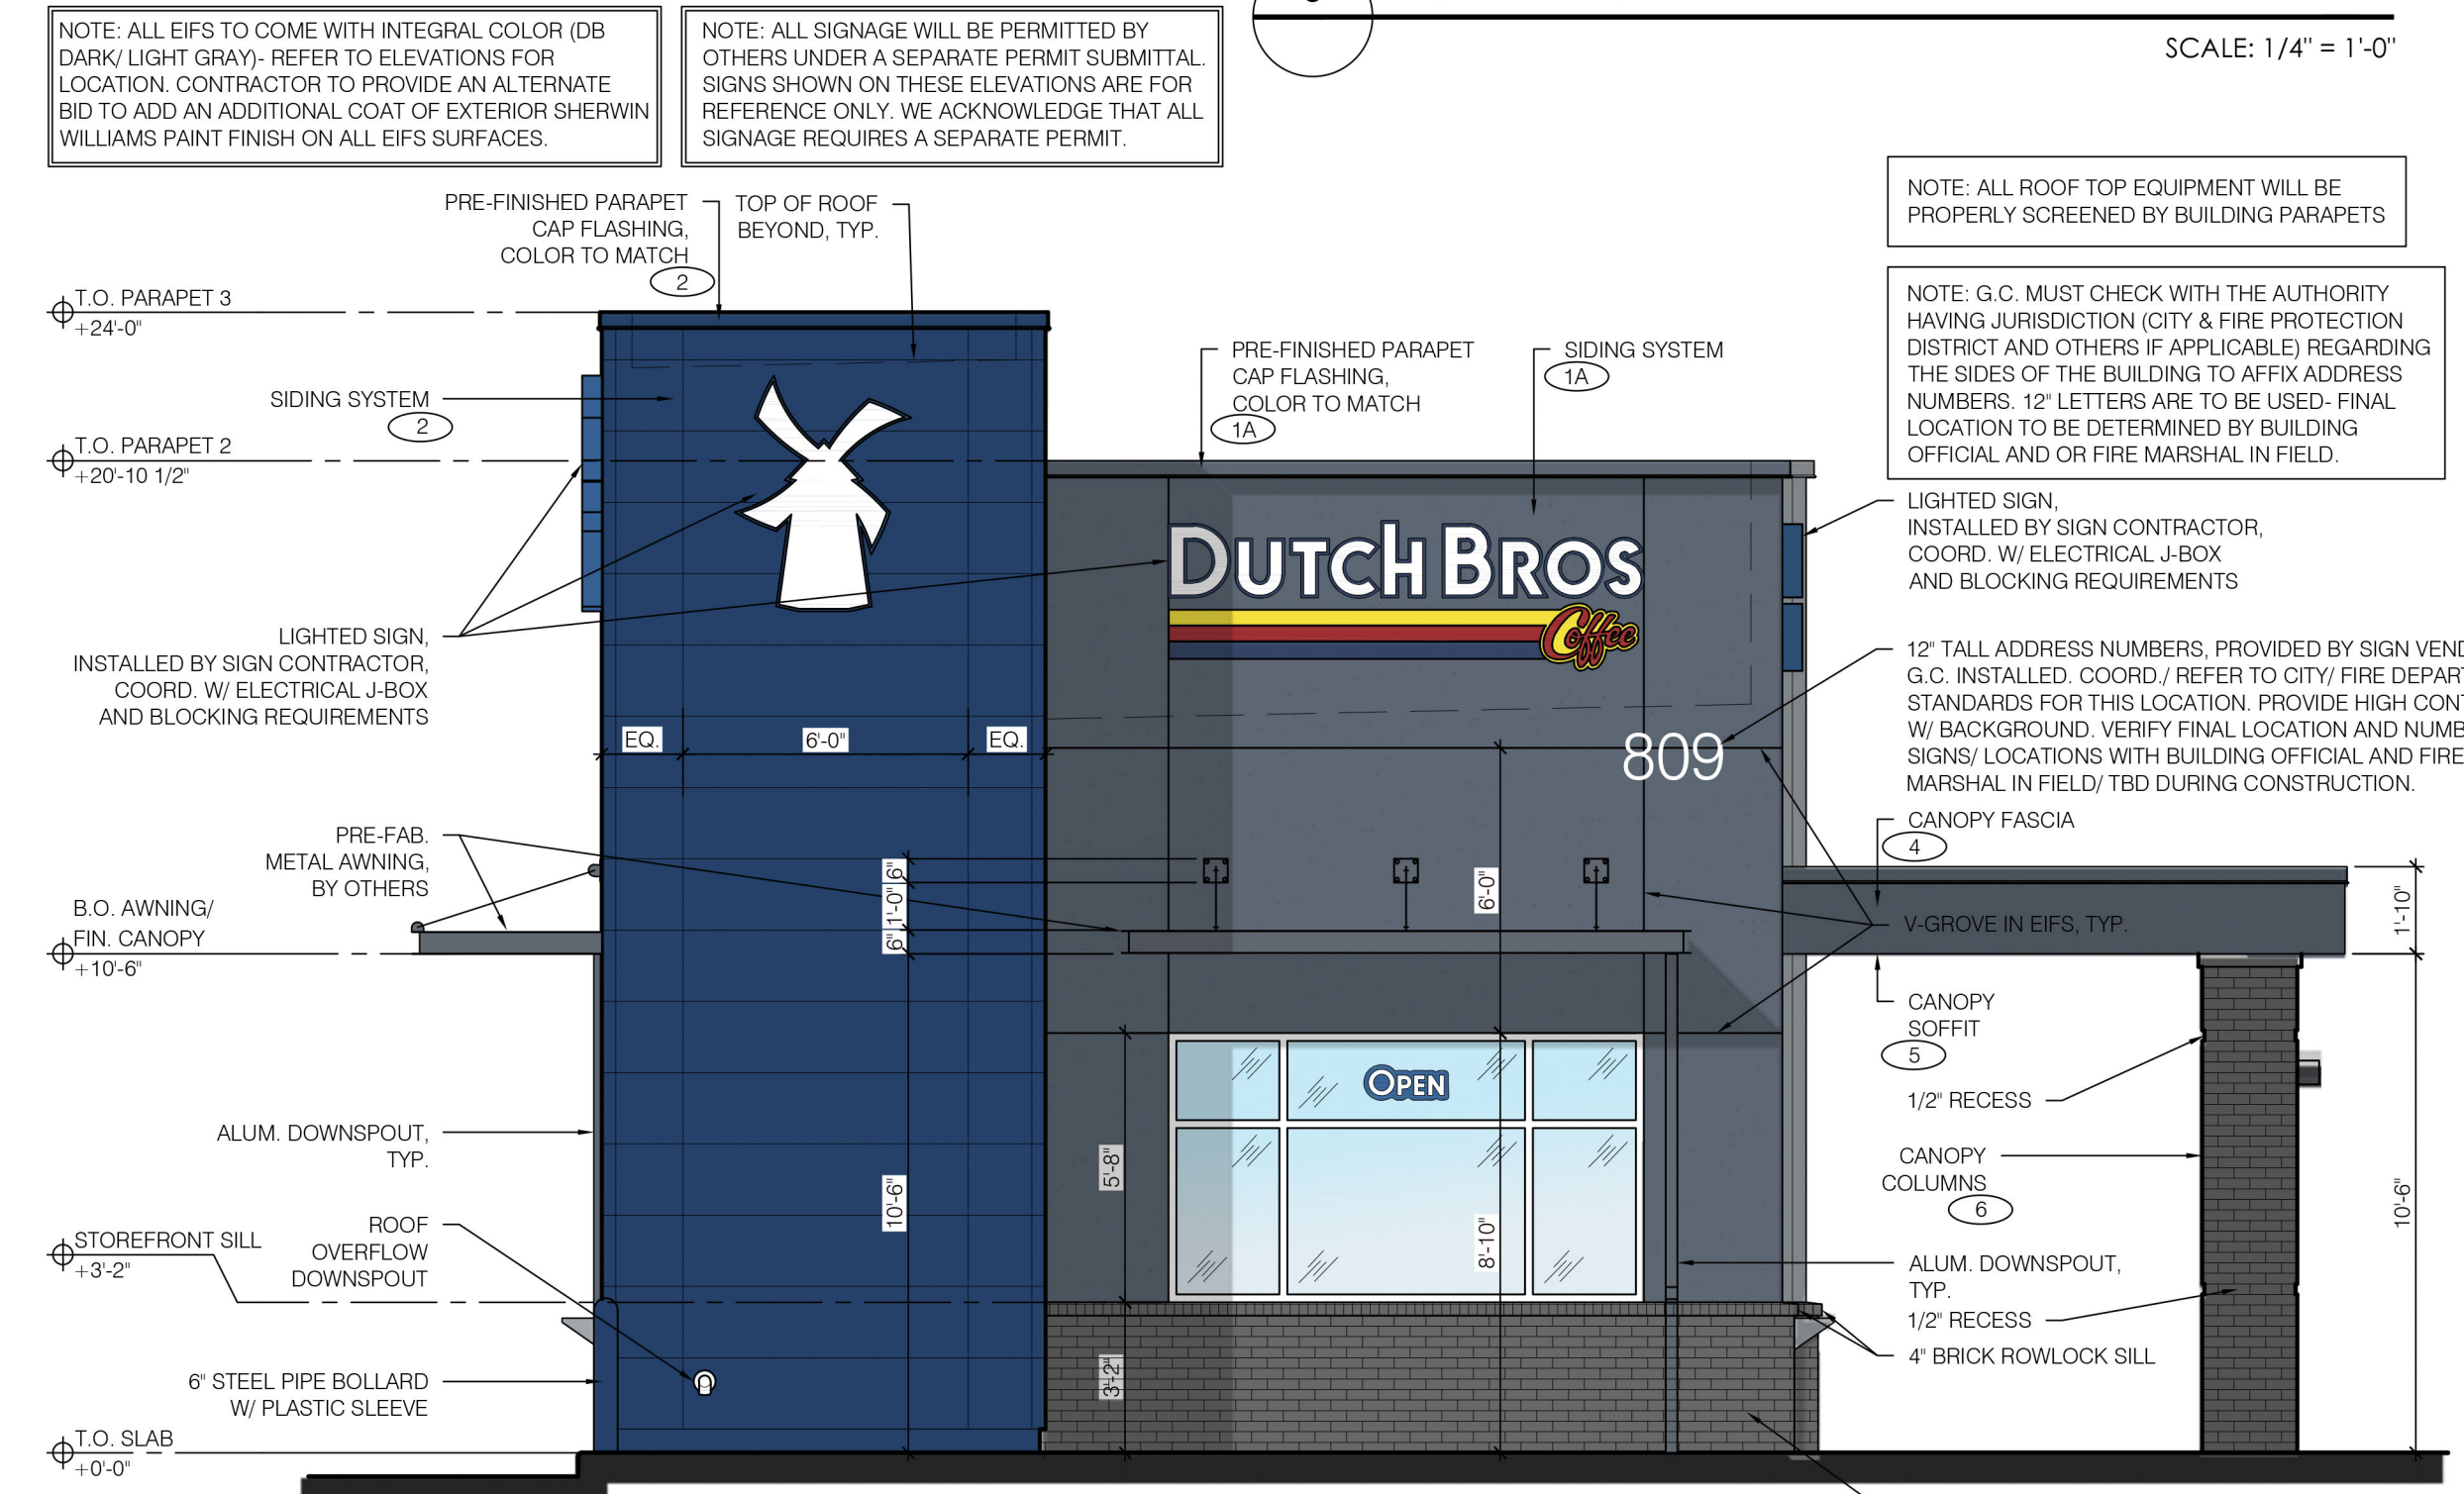 NOTE: ALL EIFS TO COME WITH INTEGRAL COLOR (DB
DARK/ LIGHT GRAY)- REFER TO ELEVATIONS FOR
LOCATION. CONTRACTOR TO PROVIDE AN ALTERNATE
BID TO ADD AN ADDITIONAL COAT OF EXTERIOR SHERWIN
WILLIAMS PAINT FINISH ON ALL EIFS SURFACES.
NOTE: ALL SIGNAGE WILL BE PERMITTED BY
OTHERS UNDER A SEPARATE PERMIT SUBMITTAL.
SIGNS SHOWN ON THESE ELEVATIONS ARE FOR
REFERENCE ONLY. WE ACKNOWLEDGE THAT ALL
SIGNAGE REQUIRES A SEPARATE PERMIT.
SCALE: 1/4" = 1'-0"
NOTE: ALL ROOF TOP EQUIPMENT WILL BE
PROPERLY SCREENED BY BUILDING PARAPETS
NOTE: G.C. MUST CHECK WITH THE AUTHORITY
HAVING JURISDICTION (CITY & FIRE PROTECTION
DISTRICT AND OTHERS IF APPLICABLE) REGARDING
THE SIDES OF THE BUILDING TO AFFIX ADDRESS
NUMBERS. 12" LETTERS ARE TO BE USED- FINAL
LOCATION TO BE DETERMINED BY BUILDING
OFFICIAL AND OR FIRE MARSHAL IN FIELD.
PRE-FINISHED PARAPET
CAP FLASHING,
COLOR TO MATCH
2
TOP OF ROOF
BEYOND, TYP.
T.O. PARAPET 3
+24'-0"
SIDING SYSTEM
2
T.O. PARAPET 2
+20'-10 1/2"
PRE-FINISHED PARAPET
CAP FLASHING,
COLOR TO MATCH
1A
SIDING SYSTEM
1A
DUTCH BROS
Coffee
LIGHTED SIGN,
INSTALLED BY SIGN CONTRACTOR,
COORD. W/ ELECTRICAL J-BOX
AND BLOCKING REQUIREMENTS
LIGHTED SIGN,
INSTALLED BY SIGN CONTRACTOR,
COORD. W/ ELECTRICAL J-BOX
AND BLOCKING REQUIREMENTS
12" TALL ADDRESS NUMBERS, PROVIDED BY SIGN
G.C. INSTALLED. COORD./ REFER TO CITY/ FIRE
STANDARDS FOR THIS LOCATION. PROVIDE HIGH
W/ BACKGROUND. VERIFY FINAL LOCATION AND
SIGNS/ LOCATIONS WITH BUILDING OFFICIAL AND FIRE
MARSHAL IN FIELD/ TBD DURING CONSTRUCTION.
EQ.
6'-0"
EQ.
809
PRE-FAB.
METAL AWNING,
BY OTHERS
6"
1'-0"
6"
6'-0"
CANOPY FASCIA
4
V-GROVE IN EIFS, TYP.
1'-10"
B.O. AWNING/
FIN. CANOPY
+10'-6"
CANOPY
SOFFIT
5
OPEN
1/2" RECESS
ALUM. DOWNSPOUT,
TYP.
10'-6"
5'-8"
8'-10"
CANOPY
COLUMNS
6
10'-6"
STOREFRONT SILL
+3'-2"
ROOF
OVERFLOW
DOWNSPOUT
ALUM. DOWNSPOUT,
TYP.
1/2" RECESS
4" BRICK ROWLOCK SILL
6" STEEL PIPE BOLLARD
W/ PLASTIC SLEEVE
3'-2"
T.O. SLAB
+0'-0"